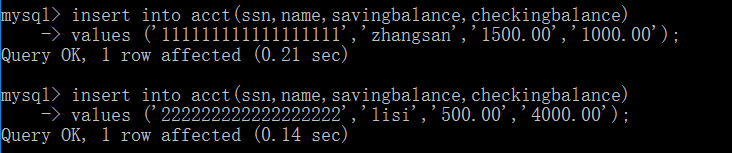 mysql> insert into acct(ssn,name,savingbalance,checkingbalance)
    -> values ('111111111111111111','zhangsan','1500.00','1000.00');
Query OK, 1 row affected (0.21 sec)
mysql> insert into acct(ssn,name,savingbalance,checkingbalance)
    -> values ('222222222222222222','lisi','500.00','4000.00');
Query OK, 1 row affected (0.14 sec)